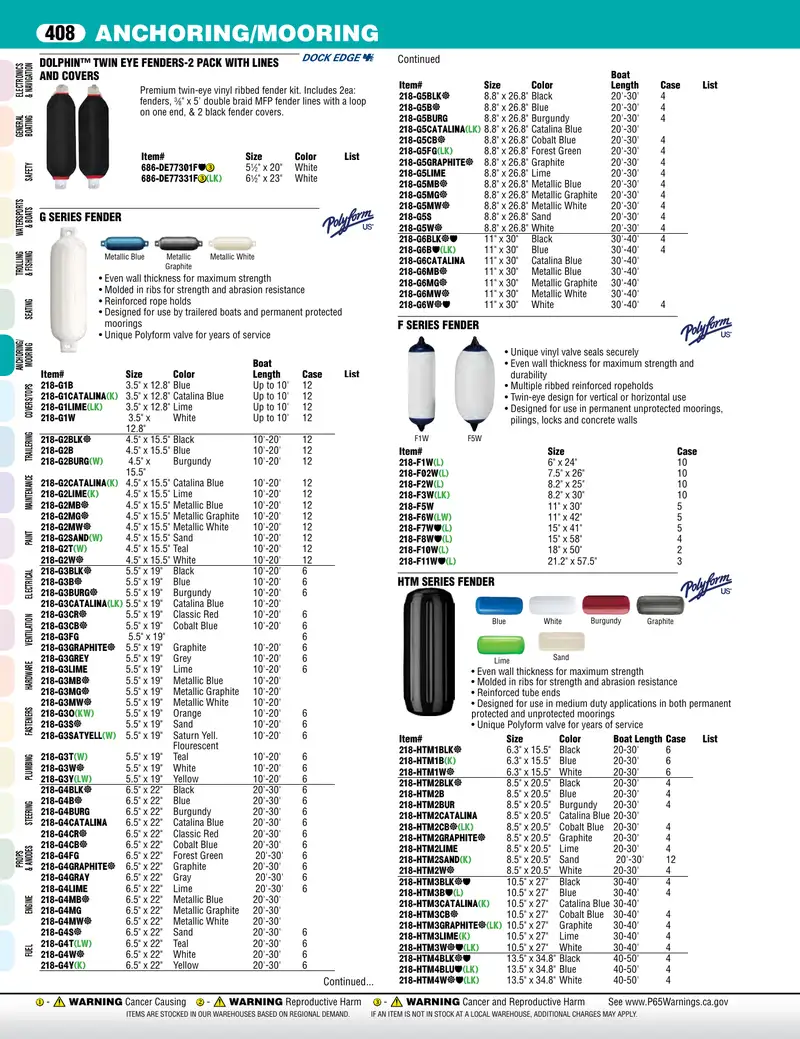 408 ANCHORING/MOORING
ELECTRONICS & NAVIGATION
GENERAL BOATING
SAFETY
WATERSPORTS & BOATS
TROLLING & FISHING
SEATING
ANCHORING/ MOORING
COVERS/TOPS
TRAILERING
MAINTENANCE
PAINT
ELECTRICAL
VENTILATION
HARDWARE
FASTENERS
PLUMBING
STEERING
PROPS & ANODES
ENGINE
FUEL
DOLPHIN™ TWIN EYE FENDERS-2 PACK WITH LINES
AND COVERS
DOCK EDGE
Premium twin-eye vinyl ribbed fender kit. Includes 2ea:
fenders, ⅜" x 5' double braid MFP fender lines with a loop
on one end, & 2 black fender covers.
Item# Size Color List
686-DE77301F③ 5½" x 20" White
686-DE77331F③(LK) 6½" x 23" White
G SERIES FENDER
Polyform US
Metallic Blue Metallic Graphite Metallic White
• Even wall thickness for maximum strength
• Molded in ribs for strength and abrasion resistance
• Reinforced rope holds
• Designed for use by trailered boats and permanent protected
moorings
• Unique Polyform valve for years of service
Boat
Item# Size Color Length Case List
218-G1B 3.5" x 12.8" Blue Up to 10' 12
218-G1CATALINA(K) 3.5" x 12.8" Catalina Blue Up to 10' 12
218-G1LIME(LK) 3.5" x 12.8" Lime Up to 10' 12
218-G1W 3.5" x White Up to 10' 12
12.8"
218-G2BLK 4.5" x 15.5" Black 10'-20' 12
218-G2B 4.5" x 15.5" Blue 10'-20' 12
218-G2BURG(W) 4.5" x Burgundy 10'-20' 12
15.5"
218-G2CATALINA(K) 4.5" x 15.5" Catalina Blue 10'-20' 12
218-G2LIME(K) 4.5" x 15.5" Lime 10'-20' 12
218-G2MB 4.5" x 15.5" Metallic Blue 10'-20' 12
218-G2MG 4.5" x 15.5" Metallic Graphite 10'-20' 12
218-G2MW 4.5" x 15.5" Metallic White 10'-20' 12
218-G2SAND(W) 4.5" x 15.5" Sand 10'-20' 12
218-G2T(W) 4.5" x 15.5" Teal 10'-20' 12
218-G2W 4.5" x 15.5" White 10'-20' 12
218-G3BLK 5.5" x 19" Black 10'-20' 6
218-G3B 5.5" x 19" Blue 10'-20' 6
218-G3BURG 5.5" x 19" Burgundy 10'-20' 6
218-G3CATALINA(LK) 5.5" x 19" Catalina Blue 10'-20'
218-G3CR 5.5" x 19" Classic Red 10'-20' 6
218-G3CB 5.5" x 19" Cobalt Blue 10'-20' 6
218-G3FG 5.5" x 19" 6
218-G3GRAPHITE 5.5" x 19" Graphite 10'-20' 6
218-G3GREY 5.5" x 19" Grey 10'-20' 6
218-G3LIME 5.5" x 19" Lime 10'-20' 6
218-G3MB 5.5" x 19" Metallic Blue 10'-20'
218-G3MG 5.5" x 19" Metallic Graphite 10'-20'
218-G3MW 5.5" x 19" Metallic White 10'-20'
218-G3O(KW) 5.5" x 19" Orange 10'-20' 6
218-G3S 5.5" x 19" Sand 10'-20' 6
218-G3SATYELL(W) 5.5" x 19" Saturn Yell. 10'-20' 6
Flourescent
218-G3T(W) 5.5" x 19" Teal 10'-20' 6
218-G3W 5.5" x 19" White 10'-20' 6
218-G3Y(LW) 5.5" x 19" Yellow 10'-20' 6
218-G4BLK 6.5" x 22" Black 20'-30' 6
218-G4B 6.5" x 22" Blue 20'-30' 6
218-G4BURG 6.5" x 22" Burgundy 20'-30' 6
218-G4CATALINA 6.5" x 22" Catalina Blue 20'-30' 6
218-G4CR 6.5" x 22" Classic Red 20'-30' 6
218-G4CB 6.5" x 22" Cobalt Blue 20'-30' 6
218-G4FG 6.5" x 22" Forest Green 20'-30' 6
218-G4GRAPHITE 6.5" x 22" Graphite 20'-30' 6
218-G4GRAY 6.5" x 22" Gray 20'-30' 6
218-G4LIME 6.5" x 22" Lime 20'-30' 6
218-G4MB 6.5" x 22" Metallic Blue 20'-30'
218-G4MG 6.5" x 22" Metallic Graphite 20'-30'
218-G4MW 6.5" x 22" Metallic White 20'-30'
218-G4S 6.5" x 22" Sand 20'-30' 6
218-G4T(LW) 6.5" x 22" Teal 20'-30' 6
218-G4W 6.5" x 22" White 20'-30' 6
218-G4Y(K) 6.5" x 22" Yellow 20'-30' 6
Continued...
Continued
Boat
Item# Size Color Length Case List
218-G5BLK 8.8" x 26.8" Black 20'-30' 4
218-G5B 8.8" x 26.8" Blue 20'-30' 4
218-G5BURG 8.8" x 26.8" Burgundy 20'-30' 4
218-G5CATALINA(LK) 8.8" x 26.8" Catalina Blue 20'-30'
218-G5CB 8.8" x 26.8" Cobalt Blue 20'-30' 4
218-G5FG(LK) 8.8" x 26.8" Forest Green 20'-30' 4
218-G5GRAPHITE 8.8" x 26.8" Graphite 20'-30' 4
218-G5LIME 8.8" x 26.8" Lime 20'-30' 4
218-G5MB 8.8" x 26.8" Metallic Blue 20'-30' 4
218-G5MG 8.8" x 26.8" Metallic Graphite 20'-30' 4
218-G5MW 8.8" x 26.8" Metallic White 20'-30' 4
218-G5S 8.8" x 26.8" Sand 20'-30' 4
218-G5W 8.8" x 26.8" White 20'-30' 4
218-G6BLK 11" x 30" Black 30'-40' 4
218-G6B(LK) 11" x 30" Blue 30'-40' 4
218-G6CATALINA 11" x 30" Catalina Blue 30'-40'
218-G6MB 11" x 30" Metallic Blue 30'-40'
218-G6MG 11" x 30" Metallic Graphite 30'-40'
218-G6MW 11" x 30" Metallic White 30'-40'
218-G6W 11" x 30" White 30'-40' 4
F SERIES FENDER
Polyform US
• Unique vinyl valve seals securely
• Even wall thickness for maximum strength and
durability
• Multiple ribbed reinforced ropeholds
• Twin-eye design for vertical or horizontal use
• Designed for use in permanent unprotected moorings,
pilings, locks and concrete walls
F1W F5W
Item# Size Case
218-F1W(L) 6" x 24" 10
218-F02W(L) 7.5" x 26" 10
218-F2W(L) 8.2" x 25" 10
218-F3W(LK) 8.2" x 30" 10
218-F5W 11" x 30" 5
218-F6W(LW) 11" x 42" 5
218-F7W(L) 15" x 41" 5
218-F8W(L) 15" x 58" 4
218-F10W(L) 18" x 50" 2
218-F11W(L) 21.2" x 57.5" 3
HTM SERIES FENDER
Polyform US
Blue White Burgundy Graphite
Lime Sand
• Even wall thickness for maximum strength
• Molded in ribs for strength and abrasion resistance
• Reinforced tube ends
• Designed for use in medium duty applications in both permanent
protected and unprotected moorings
• Unique Polyform valve for years of service
Item# Size Color Boat Length Case List
218-HTM1BLK 6.3" x 15.5" Black 20-30' 6
218-HTM1B(K) 6.3" x 15.5" Blue 20-30' 6
218-HTM1W 6.3" x 15.5" White 20-30' 6
218-HTM2BLK 8.5" x 20.5" Black 20-30' 4
218-HTM2B 8.5" x 20.5" Blue 20-30' 4
218-HTM2BUR 8.5" x 20.5" Burgundy 20-30' 4
218-HTM2CATALINA 8.5" x 20.5" Catalina Blue 20-30'
218-HTM2CB(LK) 8.5" x 20.5" Cobalt Blue 20-30' 4
218-HTM2GRAPHITE 8.5" x 20.5" Graphite 20-30' 4
218-HTM2LIME 8.5" x 20.5" Lime 20-30' 4
218-HTM2SAND(K) 8.5" x 20.5" Sand 20'-30' 12
218-HTM2W 8.5" x 20.5" White 20-30' 4
218-HTM3BLK 10.5" x 27" Black 30-40' 4
218-HTM3B(L) 10.5" x 27" Blue 30-40' 4
218-HTM3CATALINA(K) 10.5" x 27" Catalina Blue 30-40'
218-HTM3CB 10.5" x 27" Cobalt Blue 30-40' 4
218-HTM3GRAPHITE(LK) 10.5" x 27" Graphite 30-40' 4
218-HTM3LIME(K) 10.5" x 27" Lime 30-40' 4
218-HTM3W(LK) 10.5" x 27" White 30-40' 4
218-HTM4BLK 13.5" x 34.8" Black 40-50' 4
218-HTM4BLU(LK) 13.5" x 34.8" Blue 40-50' 4
218-HTM4W(LK) 13.5" x 34.8" White 40-50' 4
① - WARNING Cancer Causing ② - WARNING Reproductive Harm ③ - WARNING Cancer and Reproductive Harm See www.P65Warnings.ca.gov
ITEMS ARE STOCKED IN OUR WAREHOUSES BASED ON REGIONAL DEMAND. IF AN ITEM IS NOT IN STOCK AT A LOCAL WAREHOUSE, ADDITIONAL CHARGES MAY APPLY.